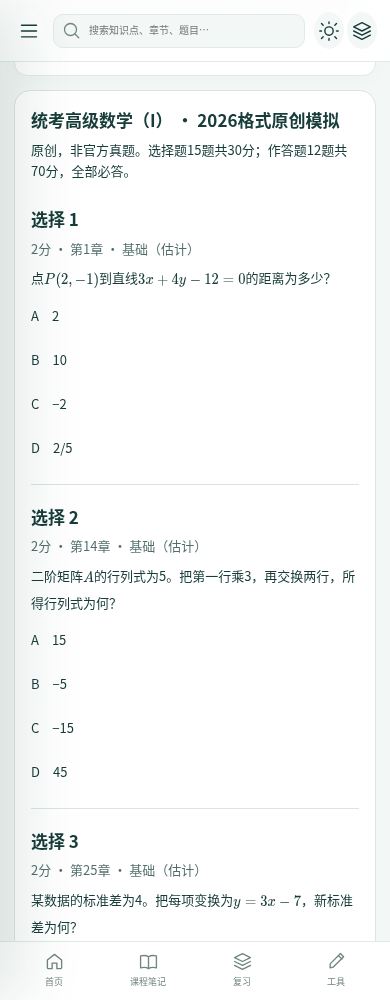 搜索知识点、章节、题目…
统考高级数学（I） · 2026格式原创模拟
原创，非官方真题。选择题15题共30分；作答题12题共
70分，全部必答。
选择 1
2分 · 第1章 · 基础（估计）
点P(2, −1)到直线3x + 4y − 12 = 0的距离为多少？
A 2
B 10
C −2
D 2/5
选择 2
2分 · 第14章 · 基础（估计）
二阶矩阵A的行列式为5。把第一行乘3，再交换两行，所
得行列式为何？
A 15
B −5
C −15
D 45
选择 3
2分 · 第25章 · 基础（估计）
某数据的标准差为4。把每项变换为y = 3x − 7，新标准
差为何？
首页
课程笔记
复习
工具